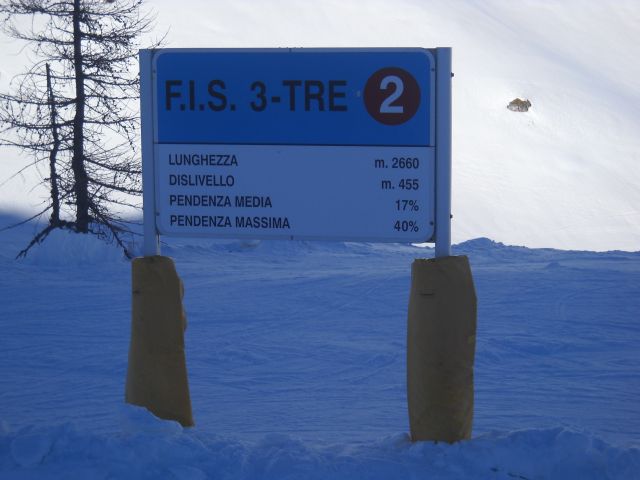 F.I.S. 3-TRE 2
LUNGHEZZA m. 2660
DISLIVELLO m. 455
PENDENZA MEDIA 17%
PENDENZA MASSIMA 40%